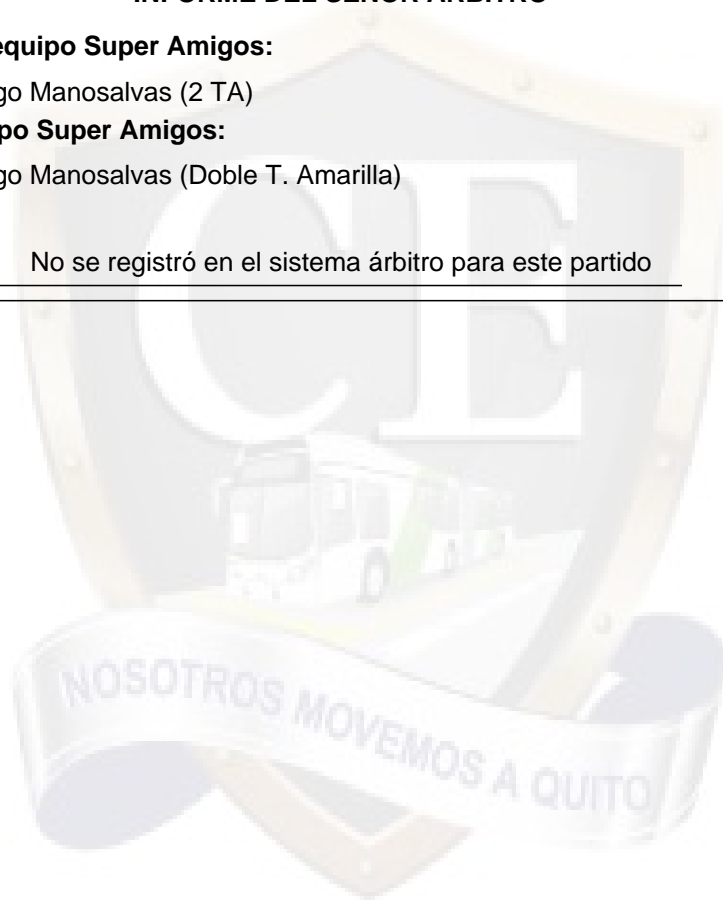 INFORME DEL SEÑOR ÁRBITRO
equipo Super Amigos:
go Manosalvas (2 TA)
po Super Amigos:
go Manosalvas (Doble T. Amarilla)
No se registró en el sistema árbitro para este partido
CE
NOSOTROS MOVEMOS A QUITO